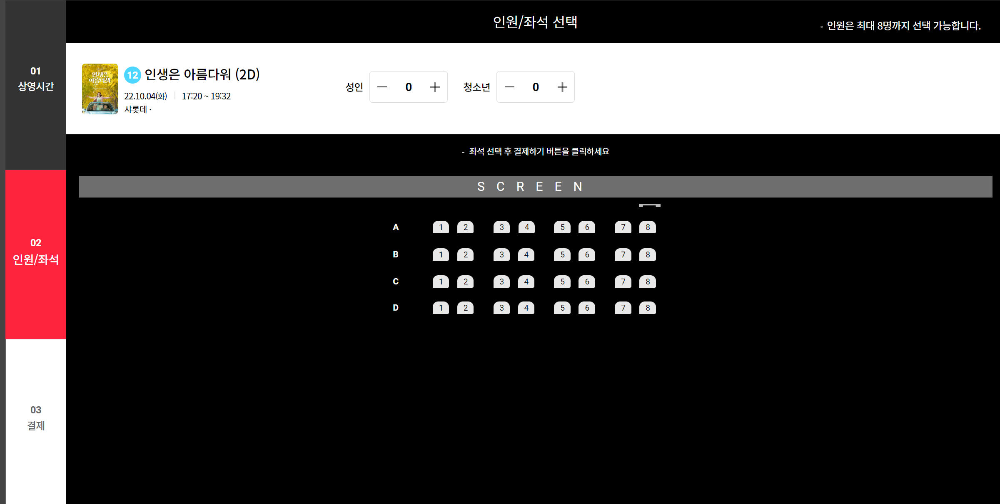 01
상영시간
02
인원/좌석
03
결제
인원/좌석 선택
인원은 최대 8명까지 선택 가능합니다.
인생은
아름다워
12 인생은 아름다워 (2D)
22.10.04(화) 17:20 ~ 19:32
샤롯데 ·
성인 0
청소년 0
- 좌석 선택 후 결제하기 버튼을 클릭하세요
SCREEN
A 1 2 3 4 5 6 7 8
B 1 2 3 4 5 6 7 8
C 1 2 3 4 5 6 7 8
D 1 2 3 4 5 6 7 8